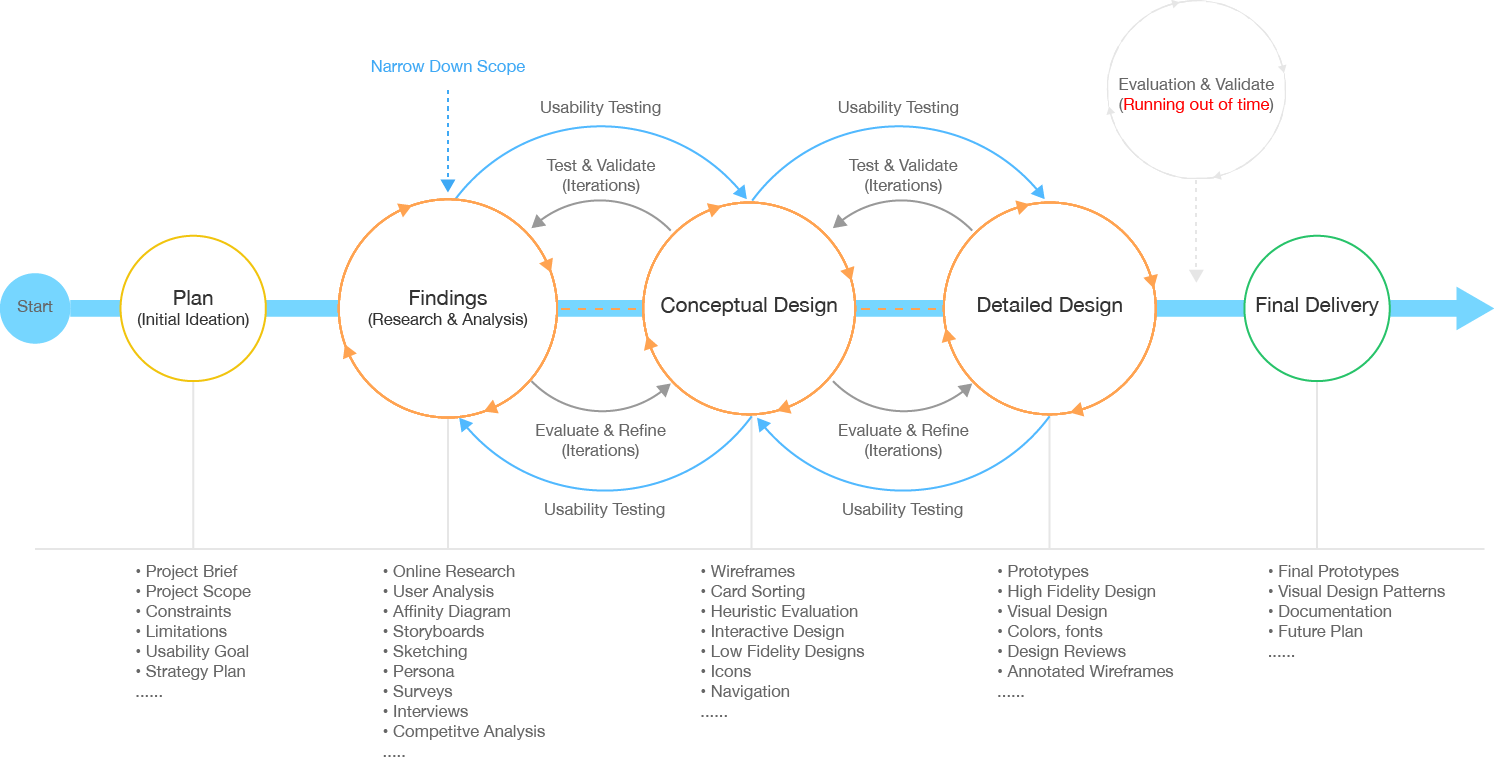 Narrow Down Scope
Usability Testing
Usability Testing
Evaluation & Validate
(Running out of time)
Test & Validate
(Iterations)
Test & Validate
(Iterations)
Start
Plan
(Initial Ideation)
Findings
(Research & Analysis)
Conceptual Design
Detailed Design
Final Delivery
Evaluate & Refine
(Iterations)
Evaluate & Refine
(Iterations)
Usability Testing
Usability Testing
• Project Brief
• Project Scope
• Constraints
• Limitations
• Usability Goal
• Strategy Plan
......
• Online Research
• User Analysis
• Affinity Diagram
• Storyboards
• Sketching
• Persona
• Surveys
• Interviews
• Competitve Analysis
.....
• Wireframes
• Card Sorting
• Heuristic Evaluation
• Interactive Design
• Low Fidelity Designs
• Icons
• Navigation
......
• Prototypes
• High Fidelity Design
• Visual Design
• Colors, fonts
• Design Reviews
• Annotated Wireframes
......
• Final Prototypes
• Visual Design Patterns
• Documentation
• Future Plan
......